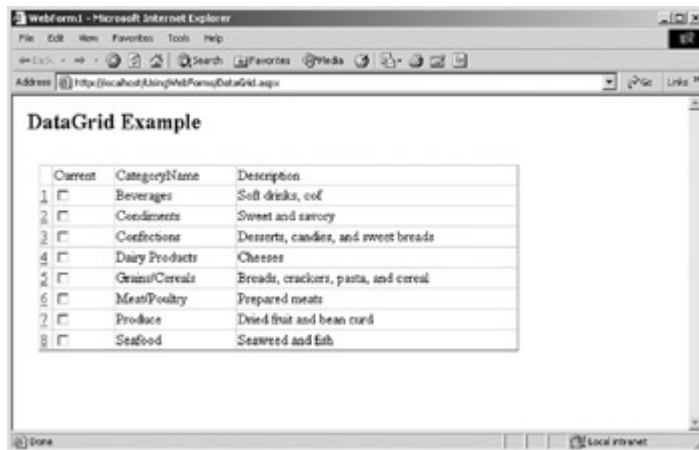 WebForm1 - Microsoft Internet Explorer
File Edit View Favorites Tools Help
Back Search Favorites Media
Address http://localhost/UsingWebForms/DataGrid.aspx Go Links
DataGrid Example
Current CategoryName Description
1 Beverages Soft drinks, cof
2 Condiments Sweet and savory
3 Confections Desserts, candies, and sweet breads
4 Dairy Products Cheeses
5 Grains/Cereals Breads, crackers, pasta, and cereal
6 Meat/Poultry Prepared meats
7 Produce Dried fruit and bean curd
8 Seafood Seaweed and fish
Done Local intranet